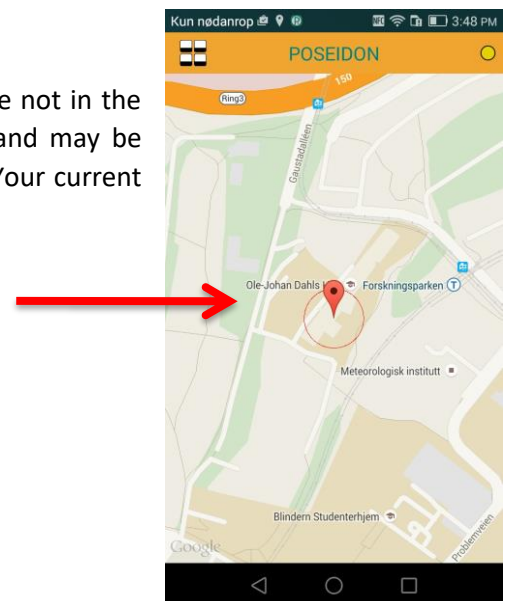 e not in the
and may be
Your current
Kun nødanrop
NFC
3:48 PM
POSEIDON
150
Ring3
Gaustadalléen
Ole-Johan Dahls
Forskningsparken T
Meteorologisk institutt
Blindern Studenterhjem
Problemveien
Google